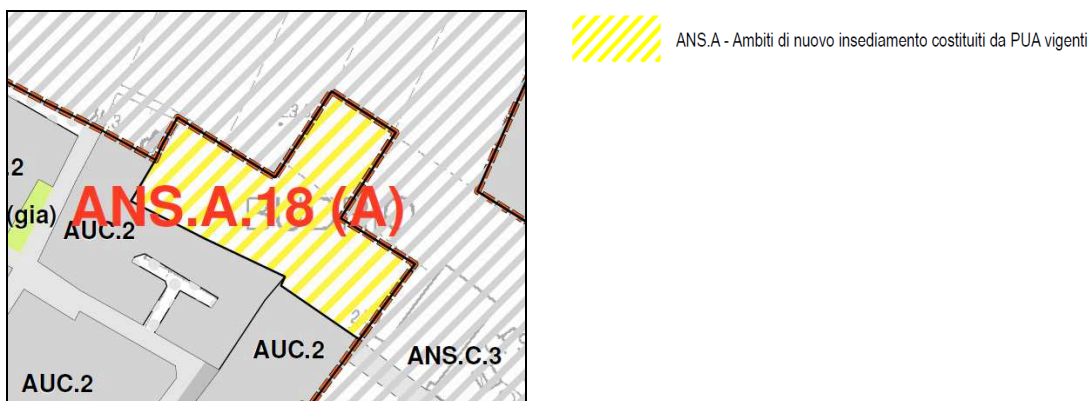 ANS.A - Ambiti di nuovo insediamento costituiti da PUA vigenti
.2
(gia)
ANS.A.18 (A)
AUC.2
AUC.2
ANS.C.3
AUC.2